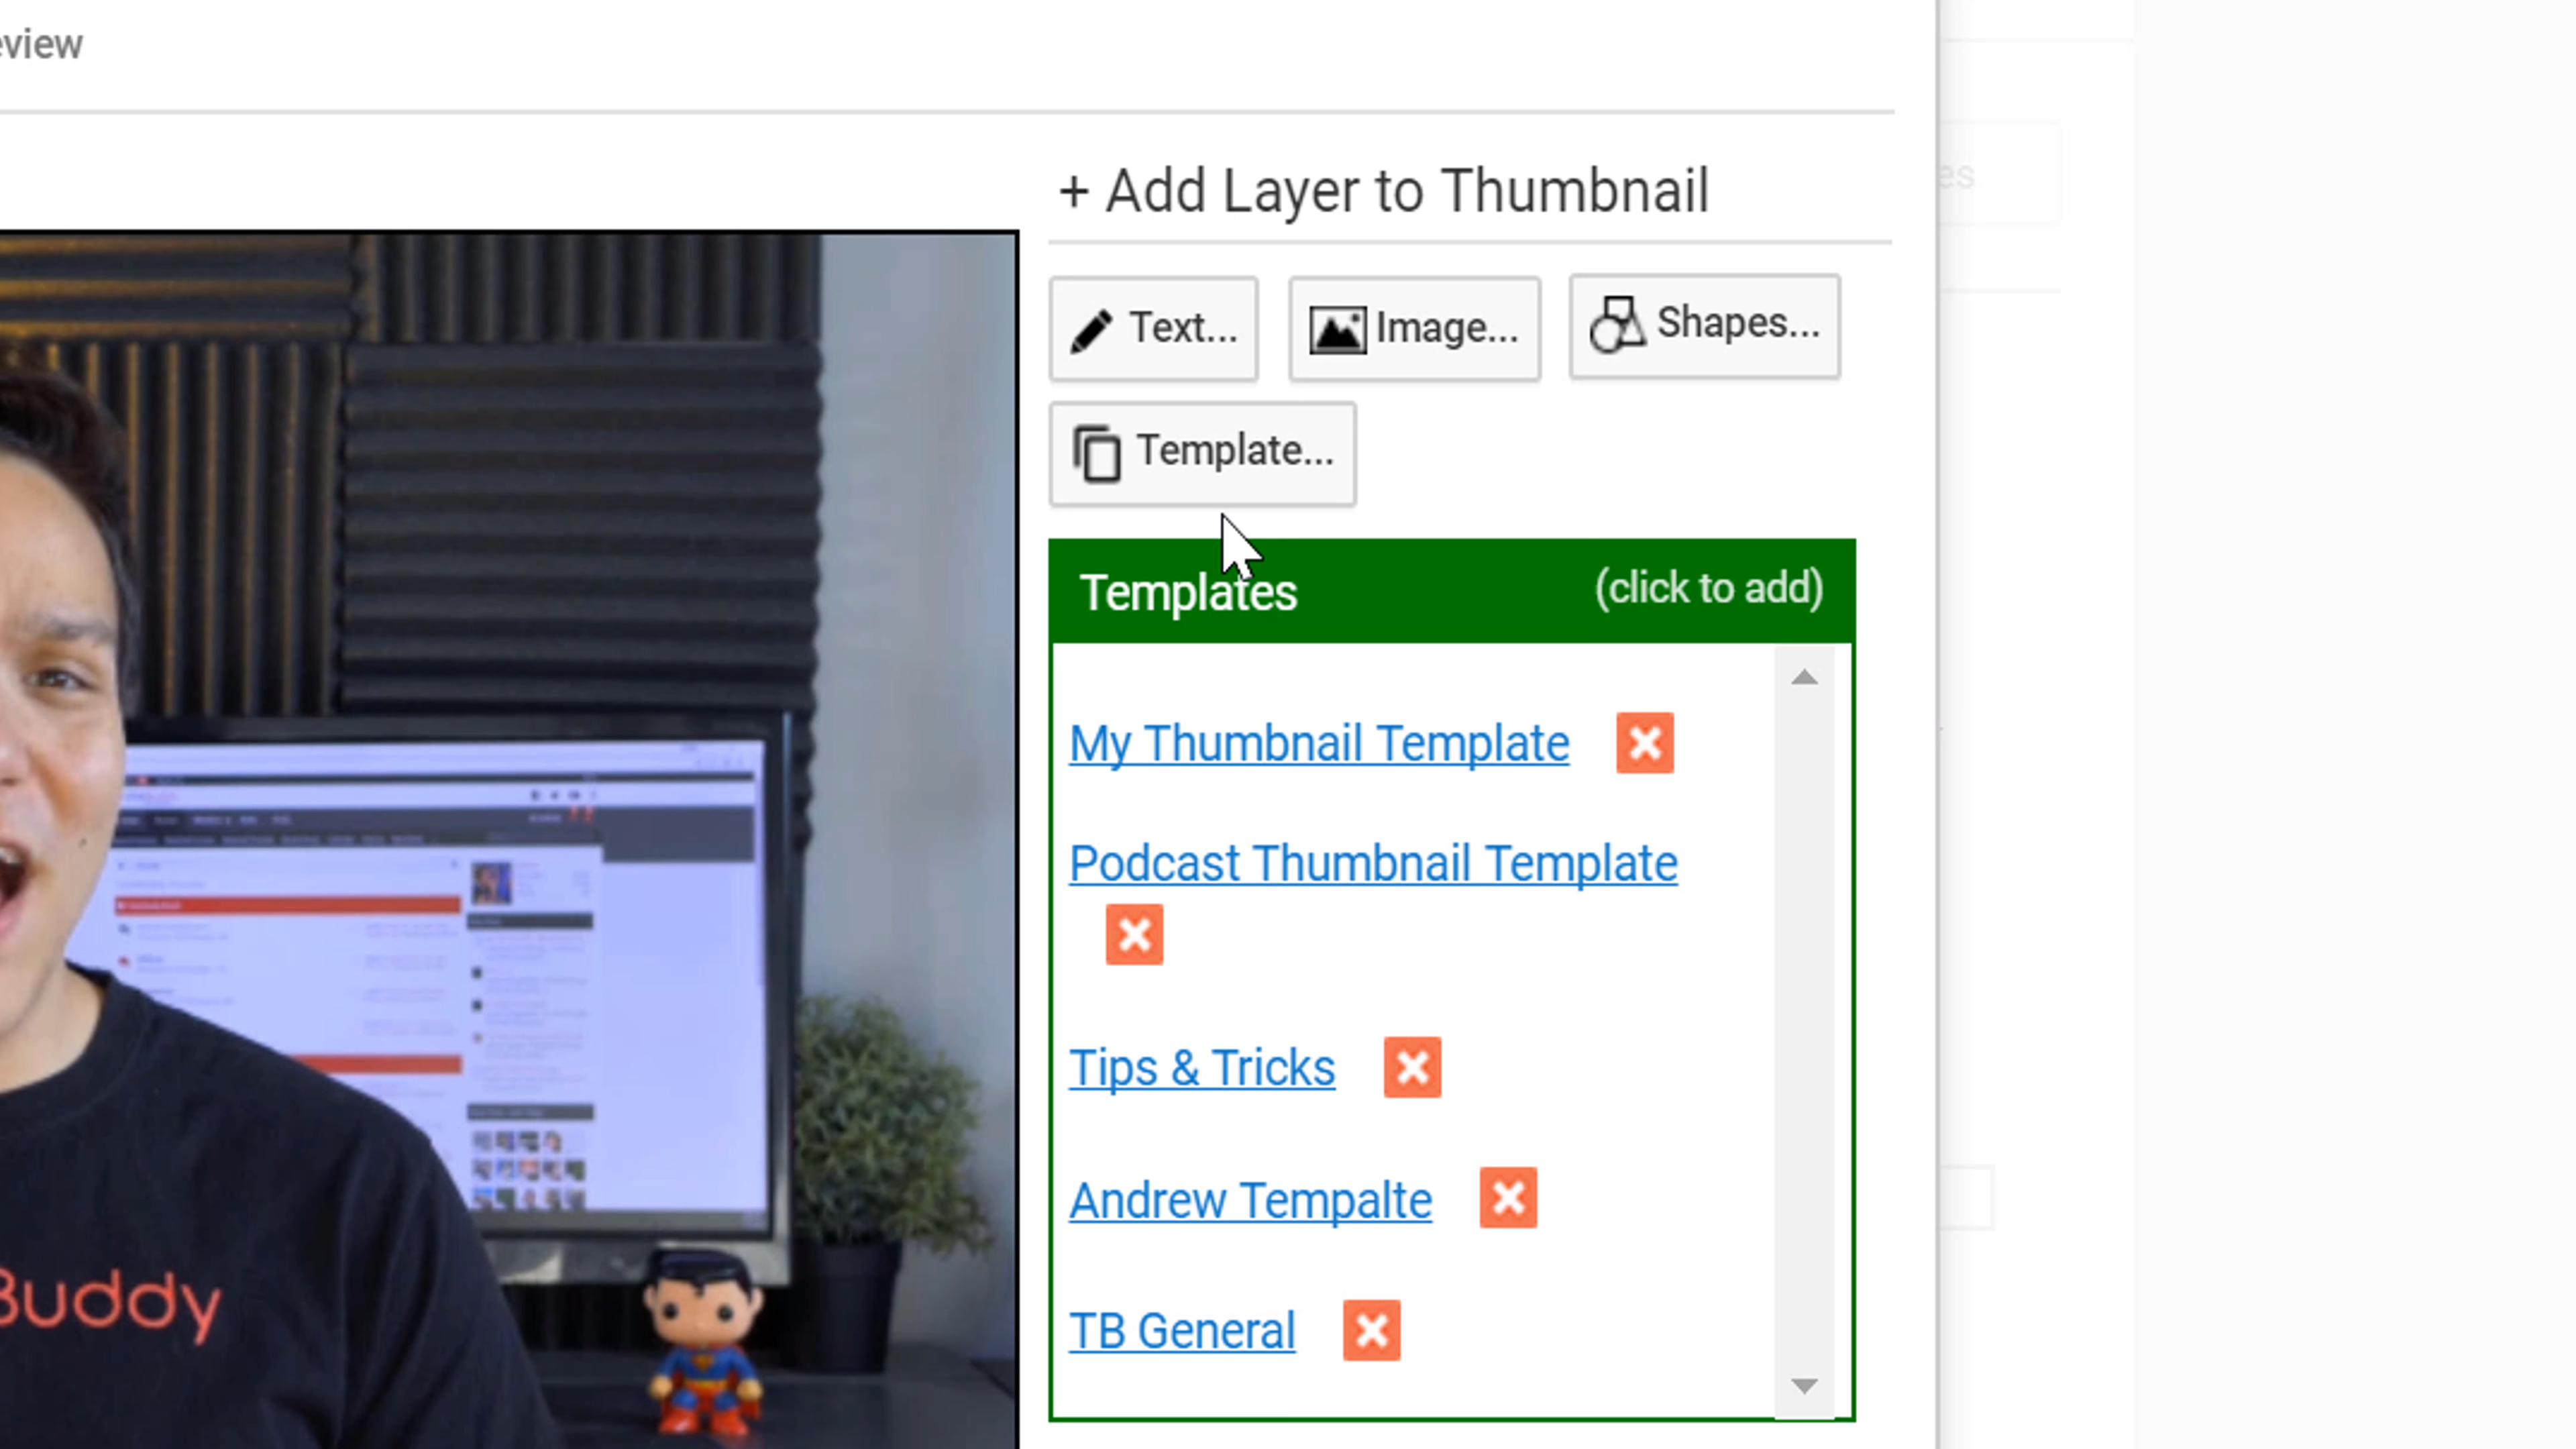 eview
+ Add Layer to Thumbnail
Text...
Image...
Shapes...
Template...
Templates
(click to add)
My Thumbnail Template
Podcast Thumbnail Template
Tips & Tricks
Andrew Tempalte
TB General
Buddy
es